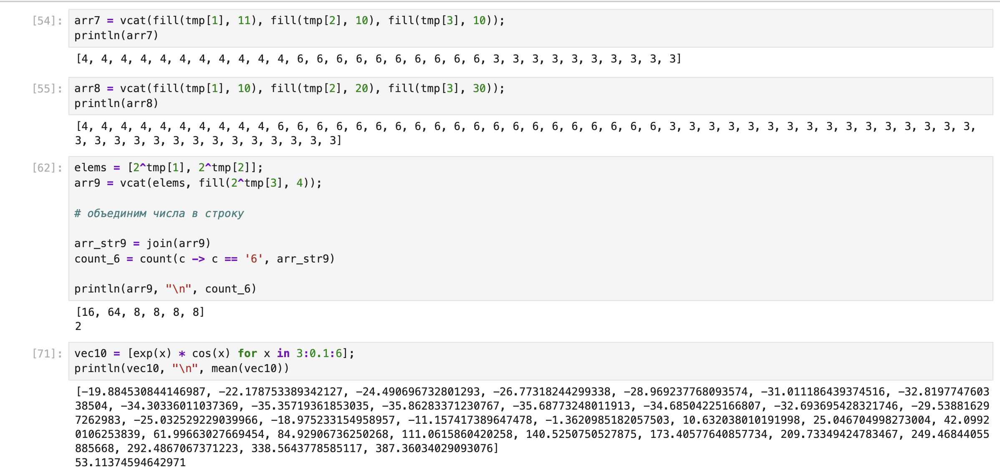 [54]: arr7 = vcat(fill(tmp[1], 11), fill(tmp[2], 10), fill(tmp[3], 10));
println(arr7)
[4, 4, 4, 4, 4, 4, 4, 4, 4, 4, 4, 6, 6, 6, 6, 6, 6, 6, 6, 6, 6, 3, 3, 3, 3, 3, 3, 3, 3, 3, 3]
[55]: arr8 = vcat(fill(tmp[1], 10), fill(tmp[2], 20), fill(tmp[3], 30));
println(arr8)
[4, 4, 4, 4, 4, 4, 4, 4, 4, 4, 6, 6, 6, 6, 6, 6, 6, 6, 6, 6, 6, 6, 6, 6, 6, 6, 6, 6, 6, 6, 3, 3, 3, 3, 3, 3, 3, 3, 3, 3, 3, 3, 3, 3, 3, 3,
3, 3, 3, 3, 3, 3, 3, 3, 3, 3, 3, 3, 3, 3]
[62]: elems = [2^tmp[1], 2^tmp[2]];
arr9 = vcat(elems, fill(2^tmp[3], 4));
# объединим числа в строку
arr_str9 = join(arr9)
count_6 = count(c -> c == '6', arr_str9)
println(arr9, "\n", count_6)
[16, 64, 8, 8, 8, 8]
2
[71]: vec10 = [exp(x) * cos(x) for x in 3:0.1:6];
println(vec10, "\n", mean(vec10))
[-19.884530844146987, -22.178753389342127, -24.490696732801293, -26.77318244299338, -28.969237768093574, -31.011186439374516, -32.8197747603
38504, -34.30336011037369, -35.35719361853035, -35.86283371230767, -35.68773248011913, -34.68504225166807, -32.693695428321746, -29.53881629
7262983, -25.032529229039966, -18.975233154958957, -11.157417389647478, -1.3620985182057503, 10.632038010191998, 25.046704998273004, 42.0992
0106253839, 61.99663027669454, 84.92906736250268, 111.0615860420258, 140.5250750527875, 173.40577640857734, 209.73349424783467, 249.46844055
885668, 292.4867067371223, 338.5643778585117, 387.36034029093076]
53.11374594642971